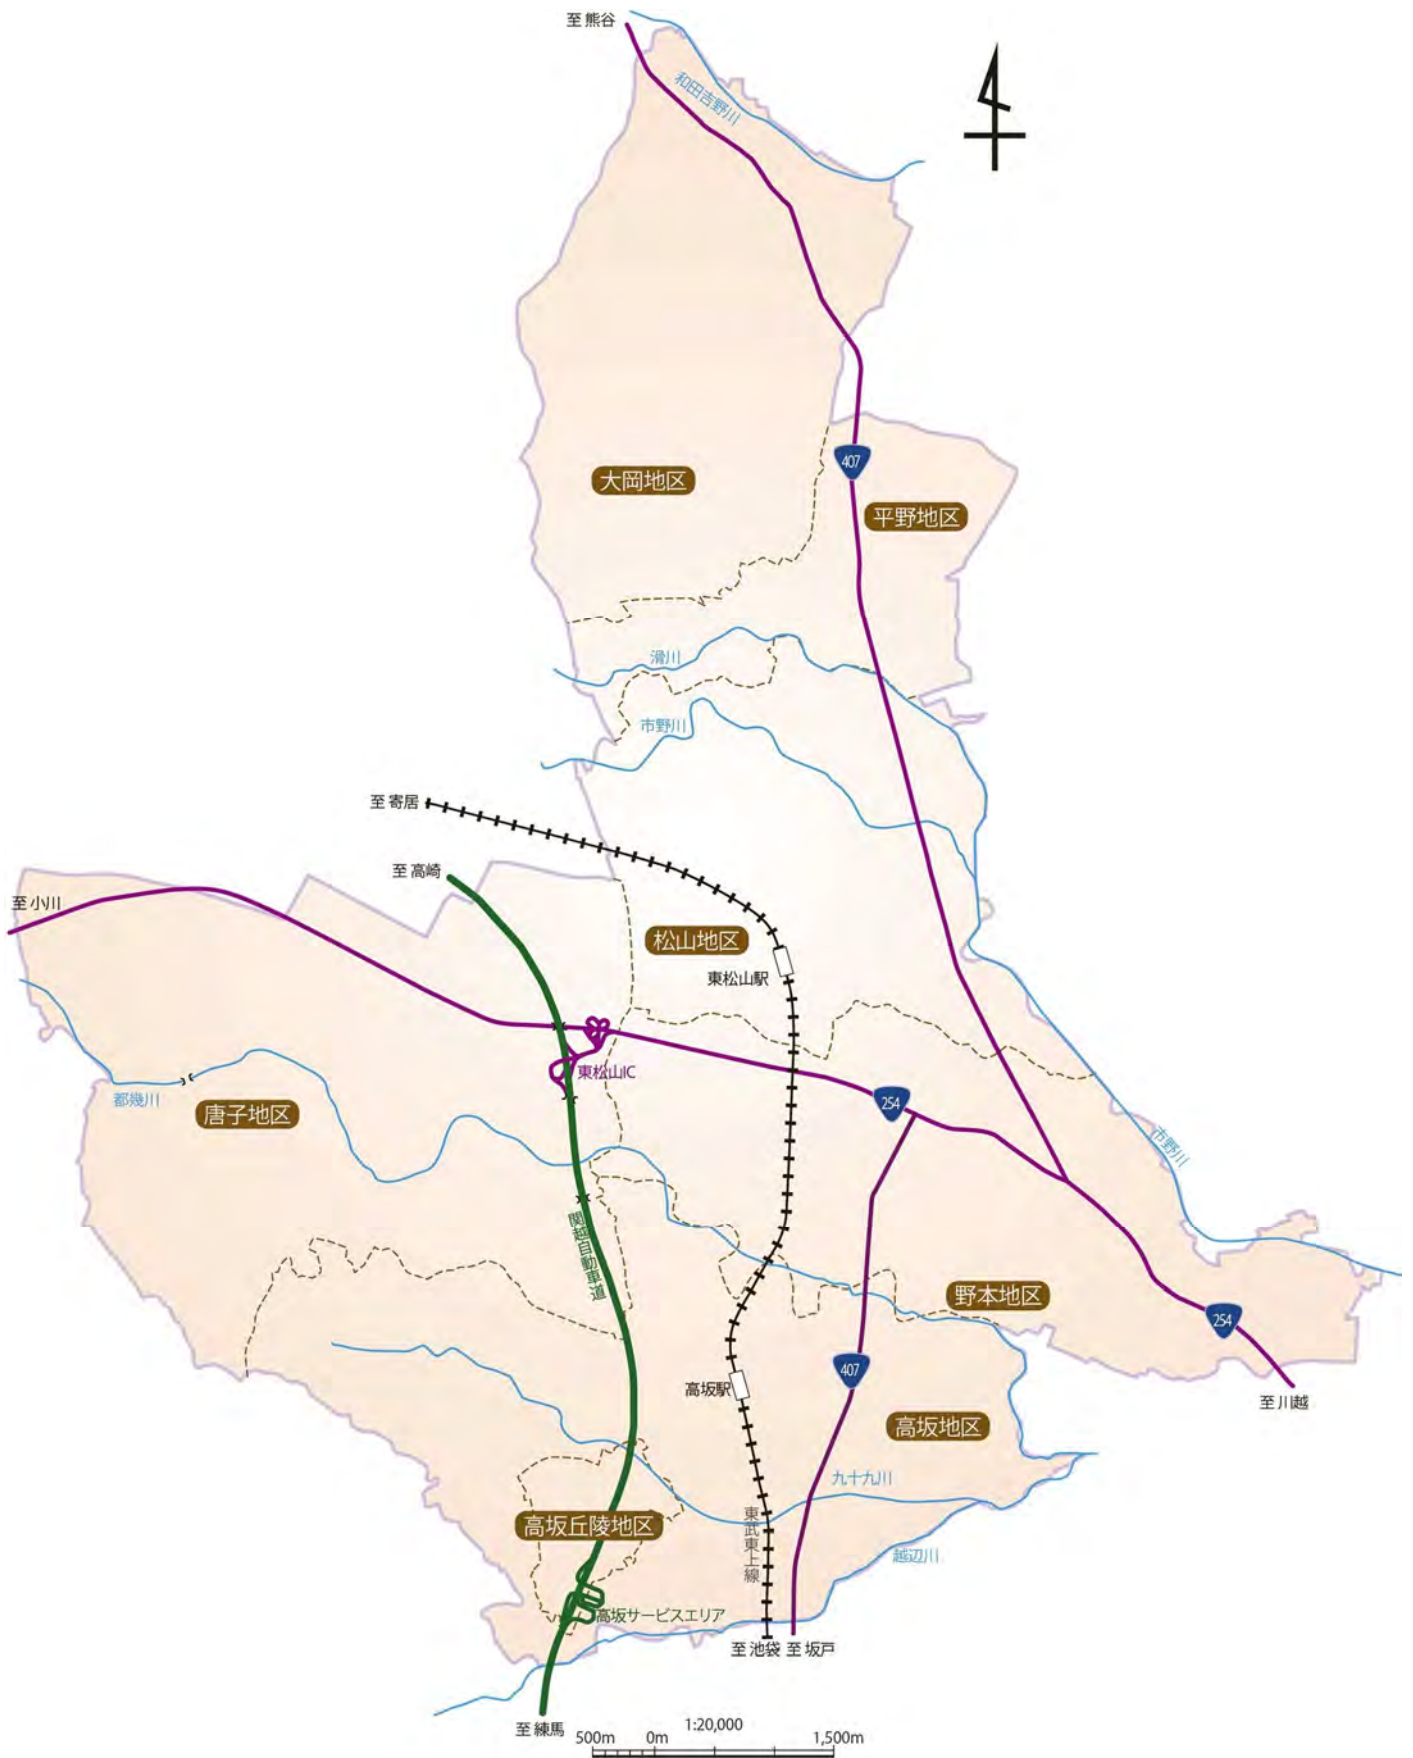 至 熊谷
和田吉野川
407
大岡地区
平野地区
滑川
市野川
至 寄居
至 高崎
至 小川
松山地区
東松山駅
東松山IC
254
都幾川
唐子地区
市野川
関越自動車道
野本地区
254
407
高坂駅
至 川越
高坂地区
九十九川
高坂丘陵地区
東武東上線
越辺川
高坂サービスエリア
至 池袋
至 坂戸
至 練馬
1:20,000
500m 0m 1,500m